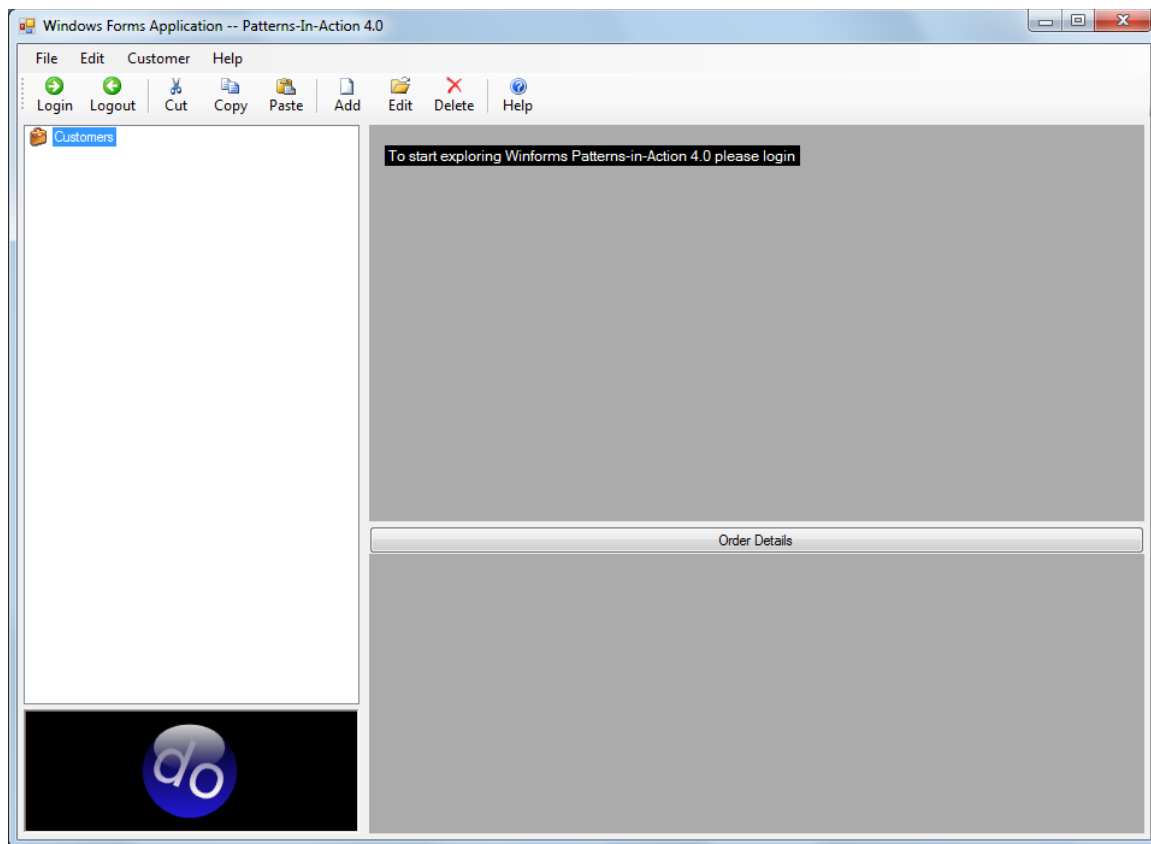 Windows Forms Application -- Patterns-In-Action 4.0
File Edit Customer Help
Login Logout Cut Copy Paste Add Edit Delete Help
Customers
To start exploring Winforms Patterns-in-Action 4.0 please login
Order Details
do